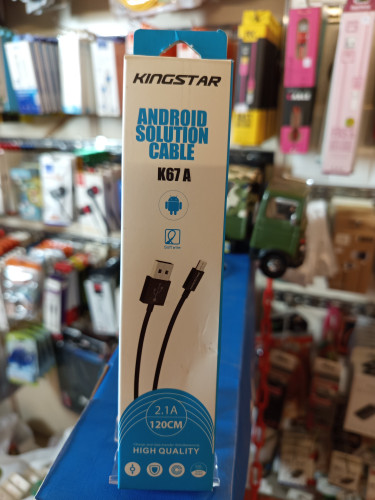 KINGSTAR
ANDROID
SOLUTION
CABLE
K67 A
2.1A
120CM
HIGH QUALITY